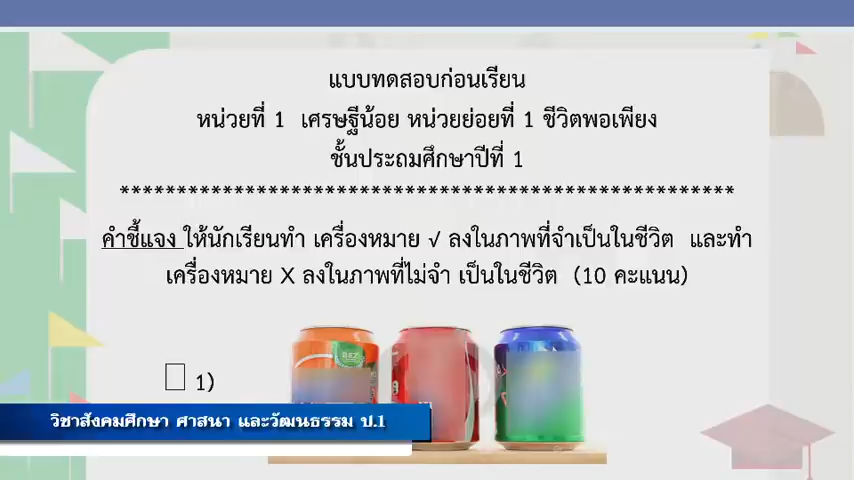 แบบทดสอบก่อนเรียน
หน่วยที่ 1 เศรษฐีน้อย หน่วยย่อยที่ 1 ชีวิตพอเพียง
ชั้นประถมศึกษาปีที่ 1
******************************************************
คำชี้แจง ให้นักเรียนทำ เครื่องหมาย √ ลงในภาพที่จำเป็นในชีวิต และทำ
เครื่องหมาย X ลงในภาพที่ไม่จำ เป็นในชีวิต (10 คะแนน)
1)
วิชาสังคมศึกษา ศาสนา และวัฒนธรรม ป.1